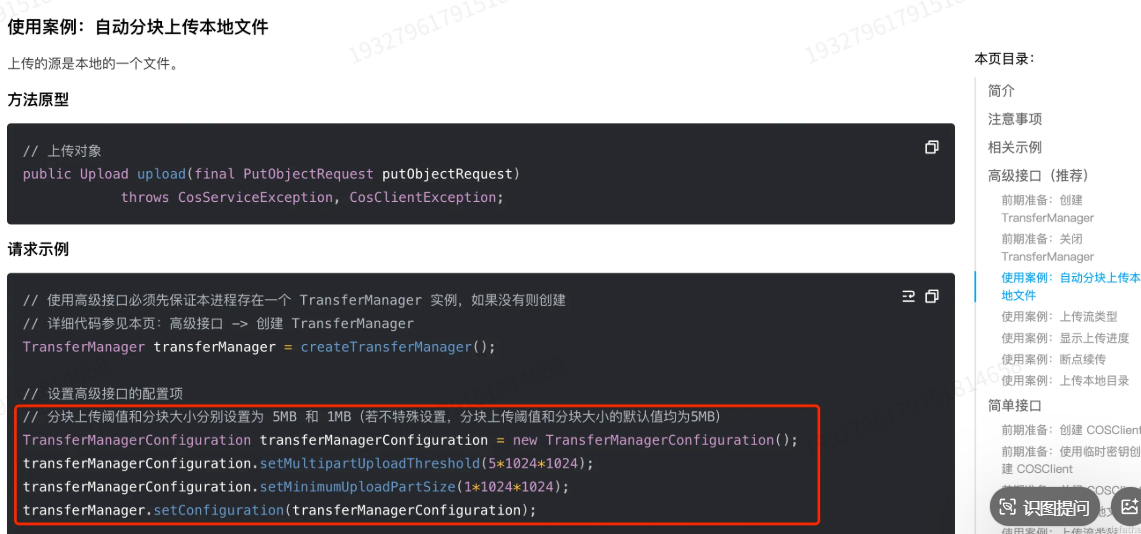 使用案例：自动分块上传本地文件
上传的源是本地的一个文件。
方法原型
// 上传对象
public Upload upload(final PutObjectRequest putObjectRequest)
throws CosServiceException, CosClientException;
请求示例
// 使用高级接口必须先保证本进程存在一个 TransferManager 实例，如果没有则创建
// 详细代码参见本页：高级接口 -> 创建 TransferManager
TransferManager transferManager = createTransferManager();
// 设置高级接口的配置项
// 分块上传阈值和分块大小分别设置为 5MB 和 1MB（若不特殊设置，分块上传阈值和分块大小的默认值均为5MB）
TransferManagerConfiguration transferManagerConfiguration = new TransferManagerConfiguration();
transferManagerConfiguration.setMultipartUploadThreshold(5*1024*1024);
transferManagerConfiguration.setMinimumUploadPartSize(1*1024*1024);
transferManager.setConfiguration(transferManagerConfiguration);
本页目录：
简介
注意事项
相关示例
高级接口（推荐）
前期准备：创建
TransferManager
前期准备：关闭
TransferManager
使用案例：自动分块上传本
地文件
使用案例：上传流类型
使用案例：显示上传进度
使用案例：断点续传
使用案例：上传本地目录
简单接口
前期准备：创建 COSClient
前期准备：使用临时密钥创
建 COSClient
识图提问